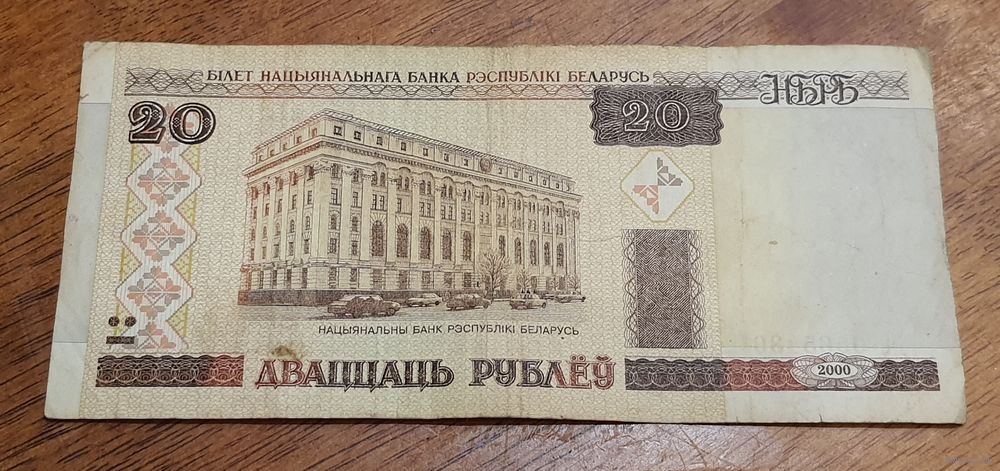 БІЛЕТ НАЦЫЯНАЛЬНАГА БАНКА РЭСПУБЛІКІ БЕЛАРУСЬ
НБРБ
20
20
НАЦЫЯНАЛЬНЫ БАНК РЭСПУБЛІКІ БЕЛАРУСЬ
ДВАЦЦАЦЬ РУБЛЁЎ
2000